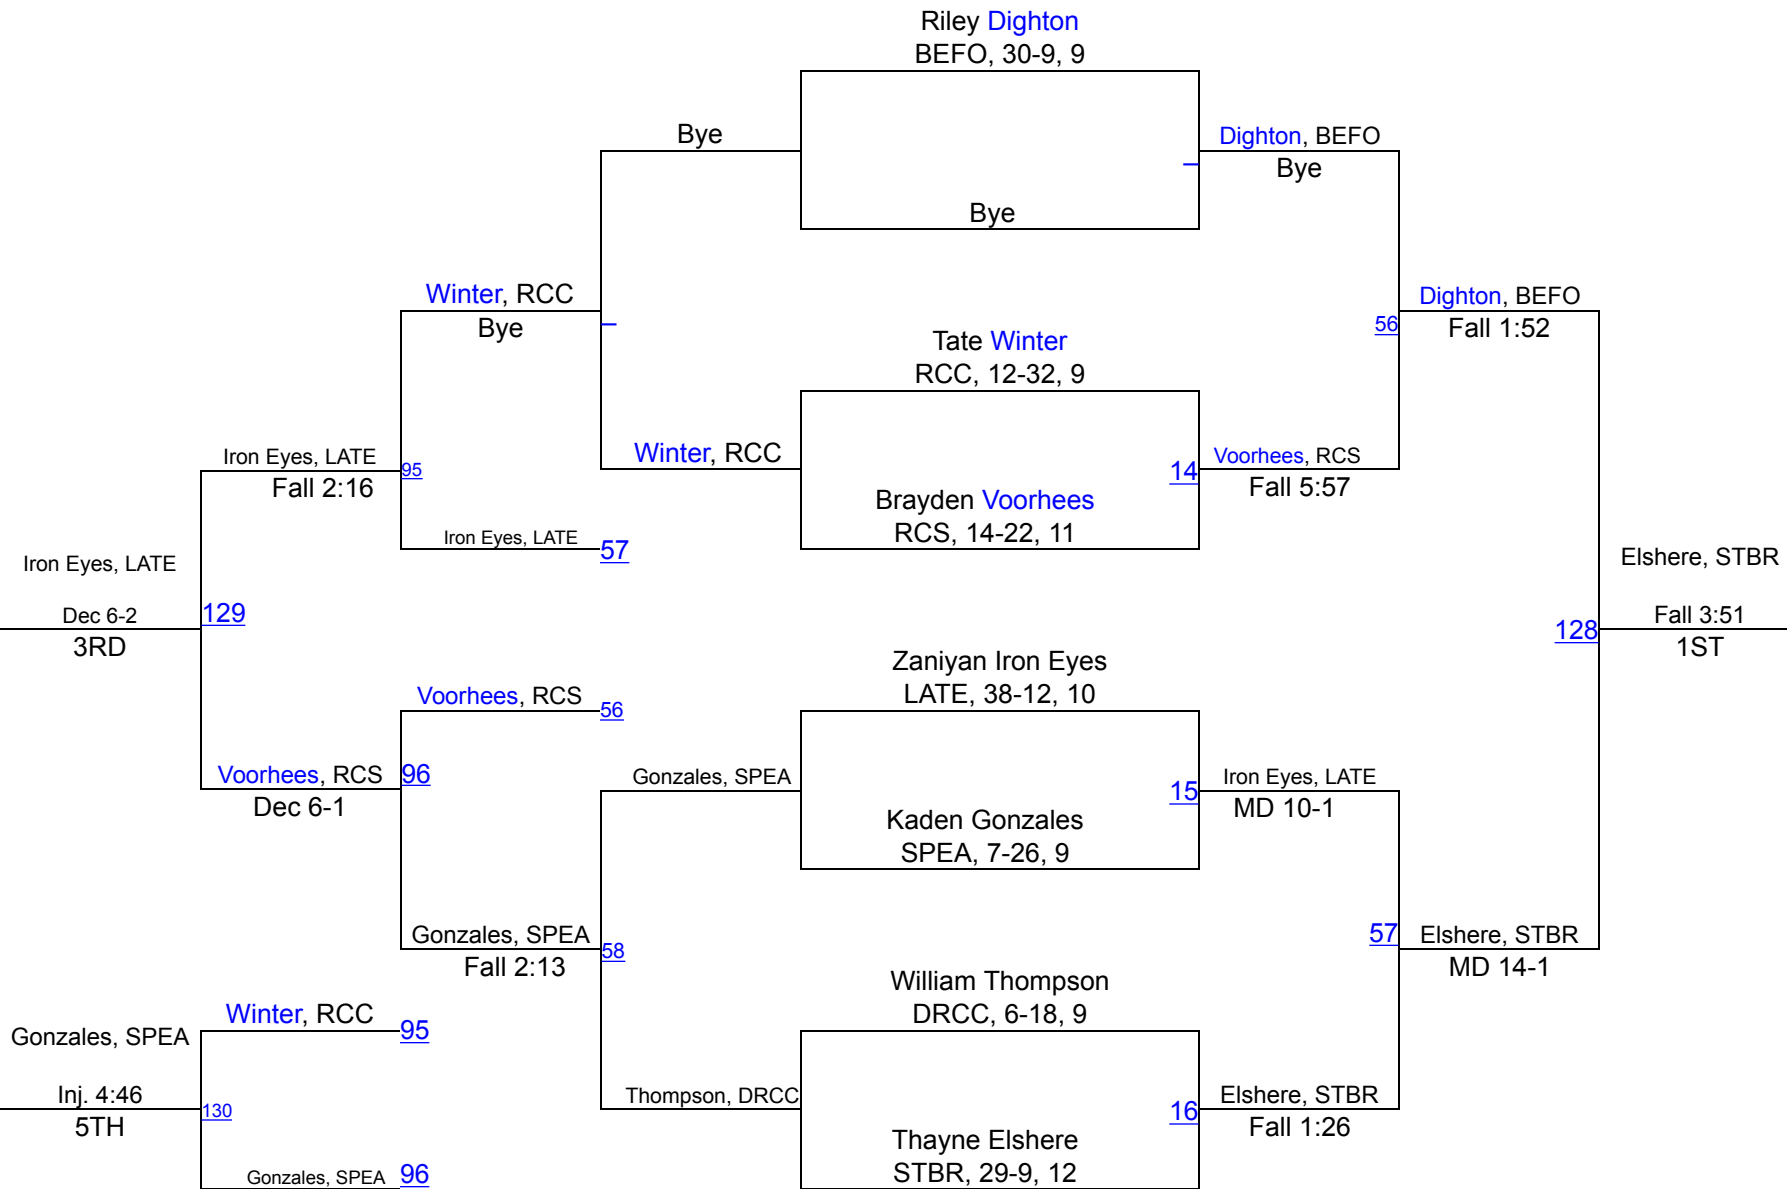 Riley Dighton
BEFO, 30-9, 9
Bye
Dighton, BEFO
Bye
Bye
Winter, RCC
Bye
Dighton, BEFO
56
Fall 1:52
Tate Winter
RCC, 12-32, 9
Iron Eyes, LATE
95
Fall 2:16
Winter, RCC
14
Voorhees, RCS
Fall 5:57
Brayden Voorhees
RCS, 14-22, 11
Iron Eyes, LATE
57
Iron Eyes, LATE
Elshere, STBR
Dec 6-2
129
3RD
128
Fall 3:51
1ST
Zaniyan Iron Eyes
LATE, 38-12, 10
Voorhees, RCS
56
Voorhees, RCS
96
Dec 6-1
Gonzales, SPEA
15
Iron Eyes, LATE
MD 10-1
Kaden Gonzales
SPEA, 7-26, 9
Gonzales, SPEA
58
Fall 2:13
57
Elshere, STBR
MD 14-1
William Thompson
DRCC, 6-18, 9
Winter, RCC
95
Gonzales, SPEA
Inj. 4:46
130
5TH
Thompson, DRCC
16
Elshere, STBR
Fall 1:26
Thayne Elshere
STBR, 29-9, 12
Gonzales, SPEA
96